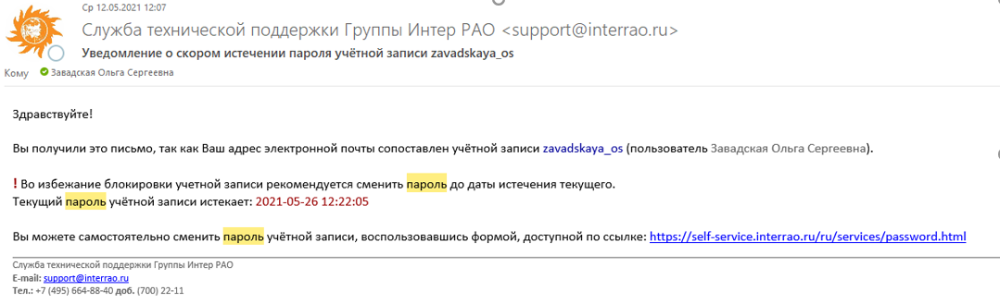 Ср 12.05.2021 12:07
Служба технической поддержки Группы Интер РАО <support@interrao.ru>
Уведомление о скором истечении пароля учётной записи zavadskaya_os
Кому Завадская Ольга Сергеевна
Здравствуйте!
Вы получили это письмо, так как Ваш адрес электронной почты сопоставлен учётной записи zavadskaya_os (пользователь Завадская Ольга Сергеевна).
! Во избежание блокировки учетной записи рекомендуется сменить пароль до даты истечения текущего.
Текущий пароль учётной записи истекает: 2021-05-26 12:22:05
Вы можете самостоятельно сменить пароль учётной записи, воспользовавшись формой, доступной по ссылке: https://self-service.interrao.ru/ru/services/password.html
Служба технической поддержки Группы Интер РАО
E-mail: support@interrao.ru
Тел.: +7 (495) 664-88-40 доб. (700) 22-11